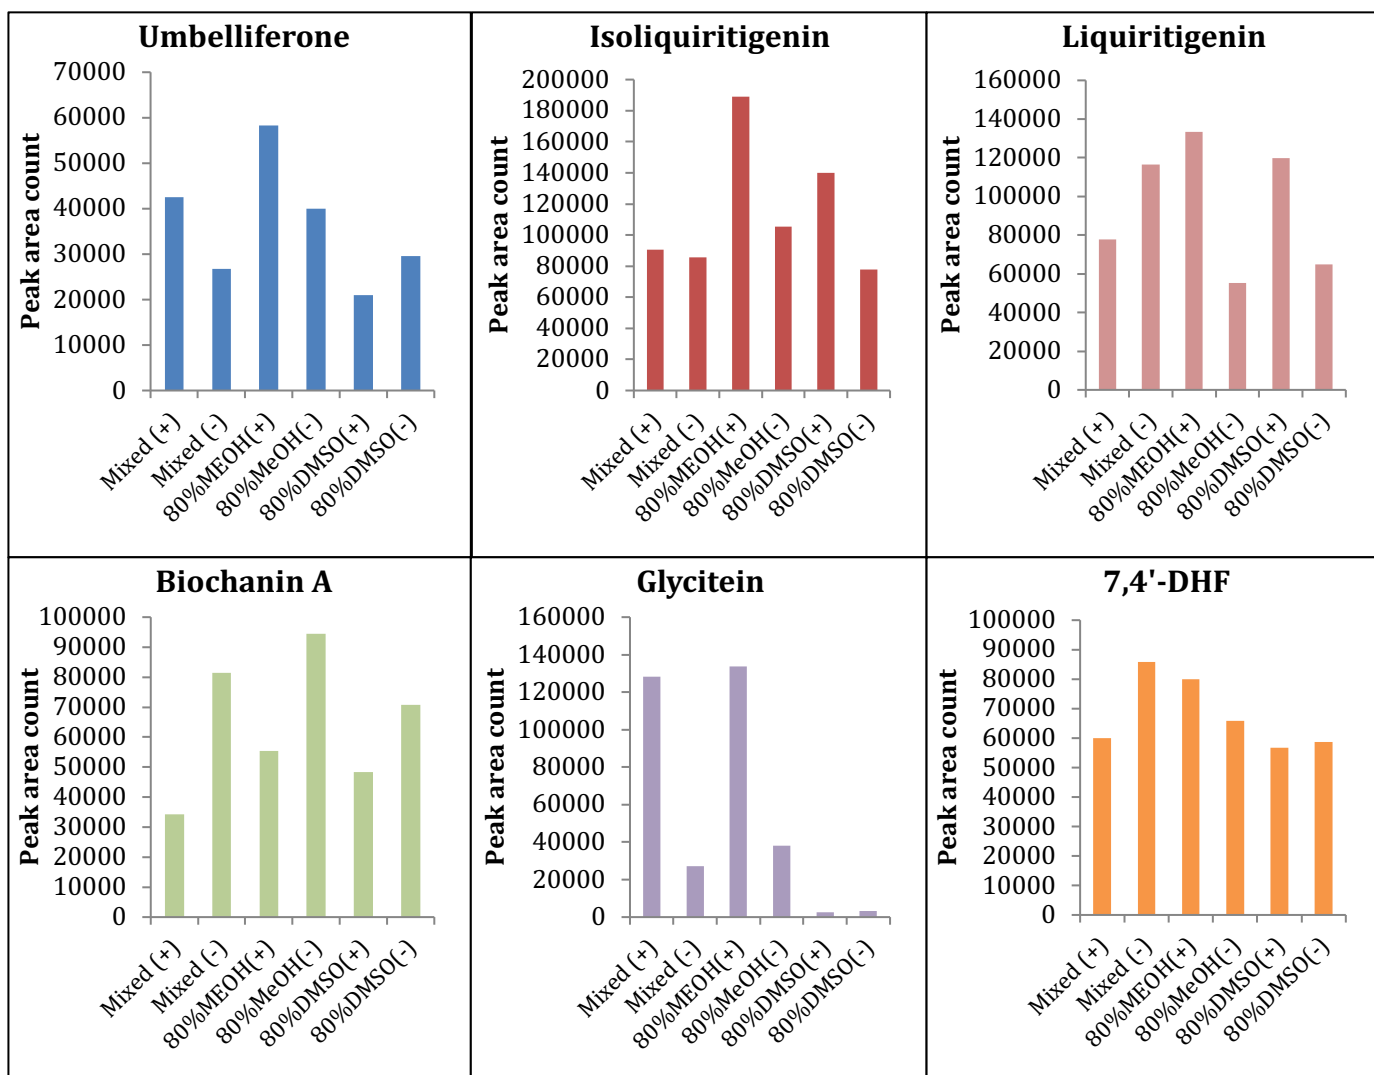 Umbelliferone
Peak area count
70000
60000
50000
40000
30000
20000
10000
0
Mixed (+)
Mixed (-)
80%MEOH(+)
80%MeOH(-)
80%DMSO(+)
80%DMSO(-)
Isoliquiritigenin
Peak area count
200000
180000
160000
140000
120000
100000
80000
60000
40000
20000
0
Mixed (+)
Mixed (-)
80%MEOH(+)
80%MeOH(-)
80%DMSO(+)
80%DMSO(-)
Liquiritigenin
Peak area count
160000
140000
120000
100000
80000
60000
40000
20000
0
Mixed (+)
Mixed (-)
80%MEOH(+)
80%MeOH(-)
80%DMSO(+)
80%DMSO(-)
Biochanin A
Peak area count
100000
90000
80000
70000
60000
50000
40000
30000
20000
10000
0
Mixed (+)
Mixed (-)
80%MEOH(+)
80%MeOH(-)
80%DMSO(+)
80%DMSO(-)
Glycitein
Peak area count
160000
140000
120000
100000
80000
60000
40000
20000
0
Mixed (+)
Mixed (-)
80%MEOH(+)
80%MeOH(-)
80%DMSO(+)
80%DMSO(-)
7,4'-DHF
Peak area count
100000
90000
80000
70000
60000
50000
40000
30000
20000
10000
0
Mixed (+)
Mixed (-)
80%MEOH(+)
80%MeOH(-)
80%DMSO(+)
80%DMSO(-)